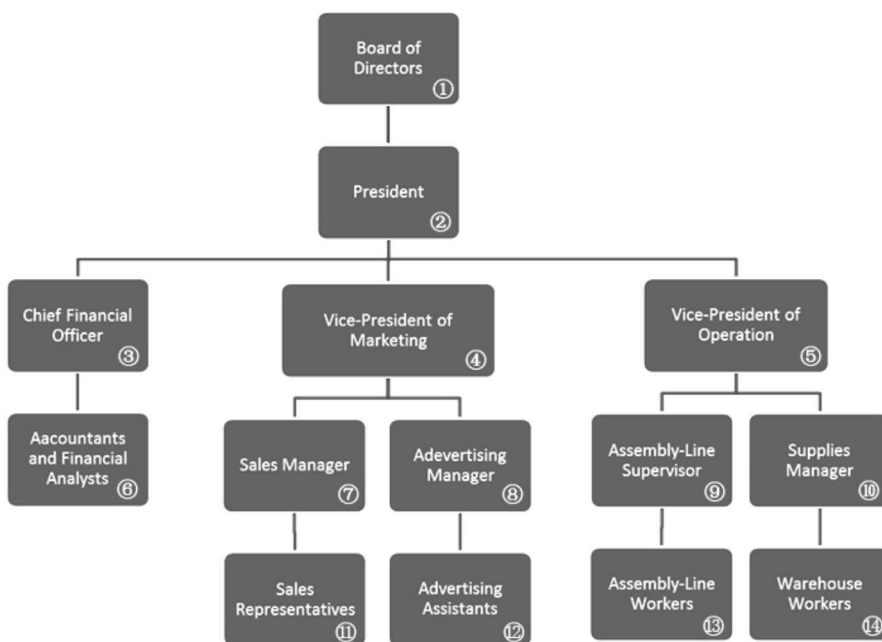 Board of
Directors
①
President
②
Chief Financial
Officer
③
Vice-President of
Marketing
④
Vice-President of
Operation
⑤
Aacountants
and Financial
Analysts
⑥
Sales Manager
⑦
Adevertising
Manager
⑧
Assembly-Line
Supervisor
⑨
Supplies
Manager
⑩
Sales
Representatives
⑪
Advertising
Assistants
⑫
Assembly-Line
Workers
⑬
Warehouse
Workers
⑭